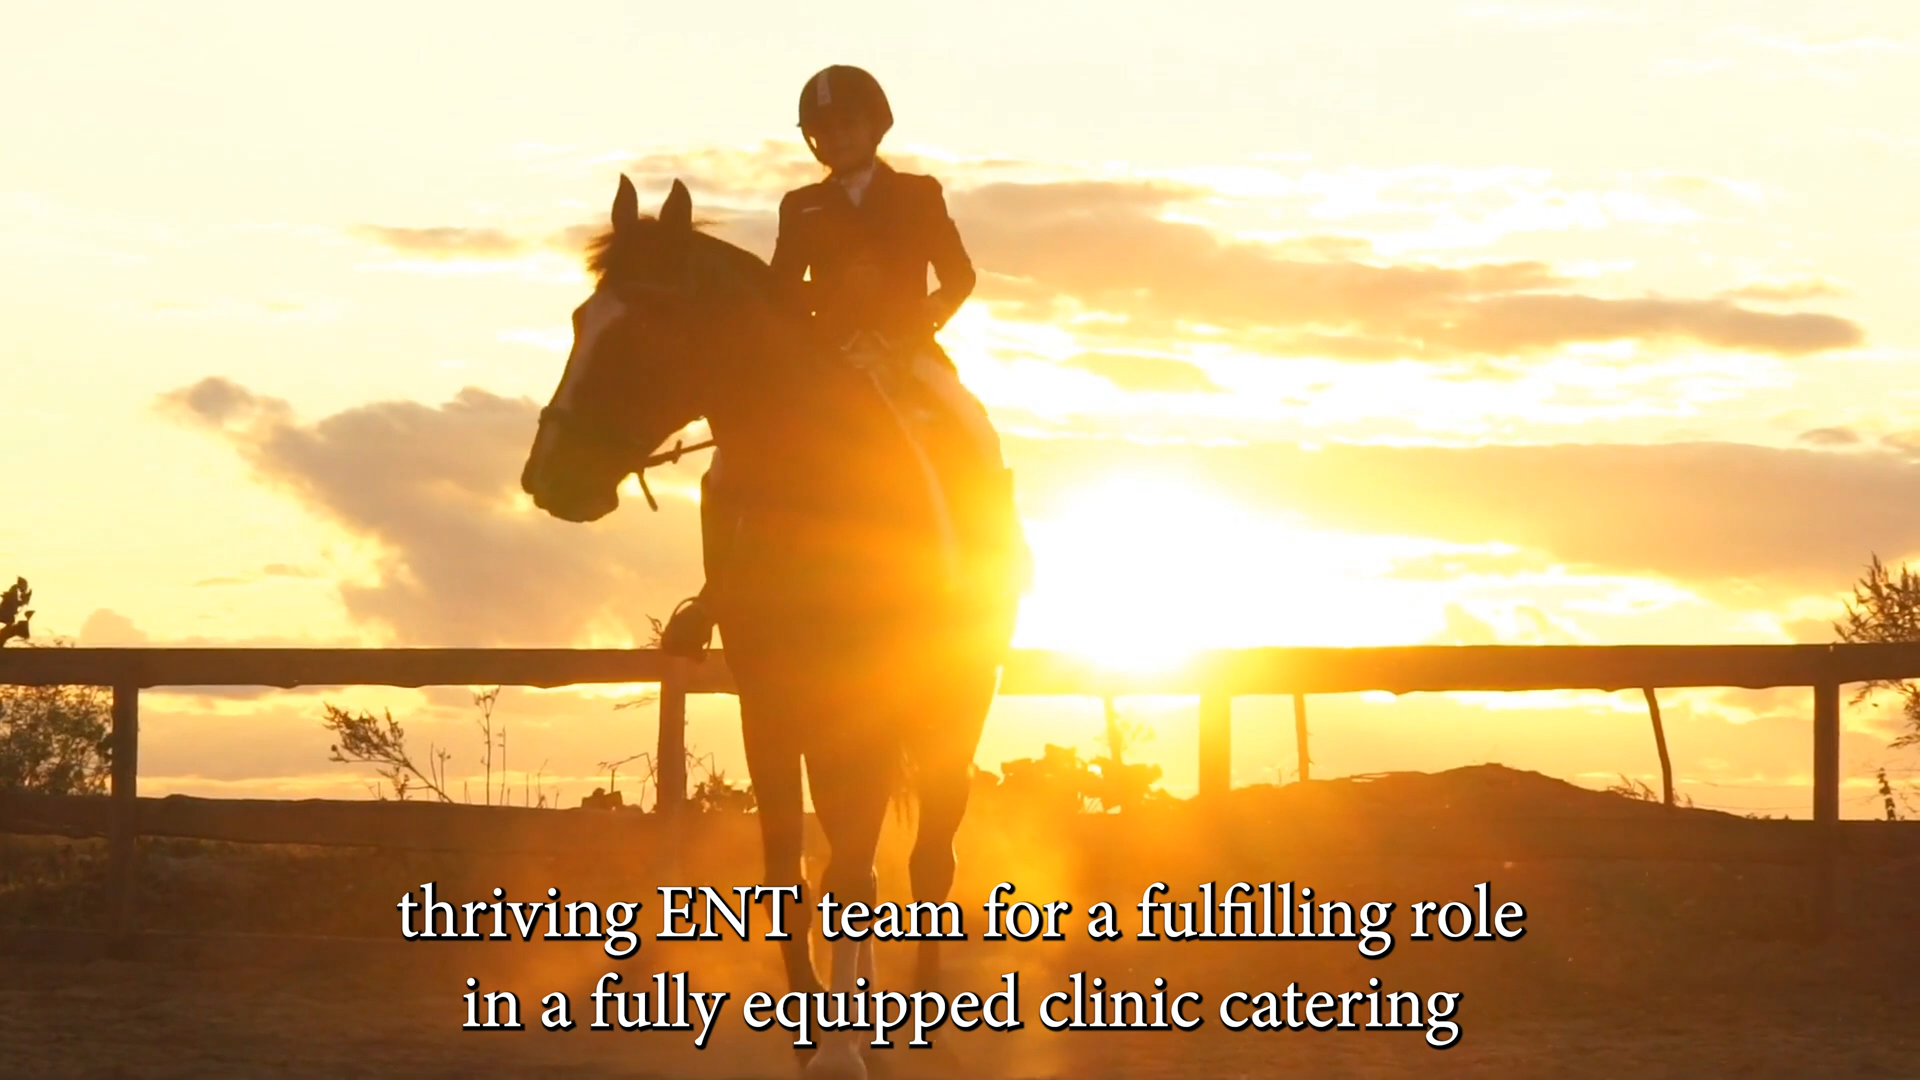 thriving ENT team for a fulfilling role
in a fully equipped clinic catering